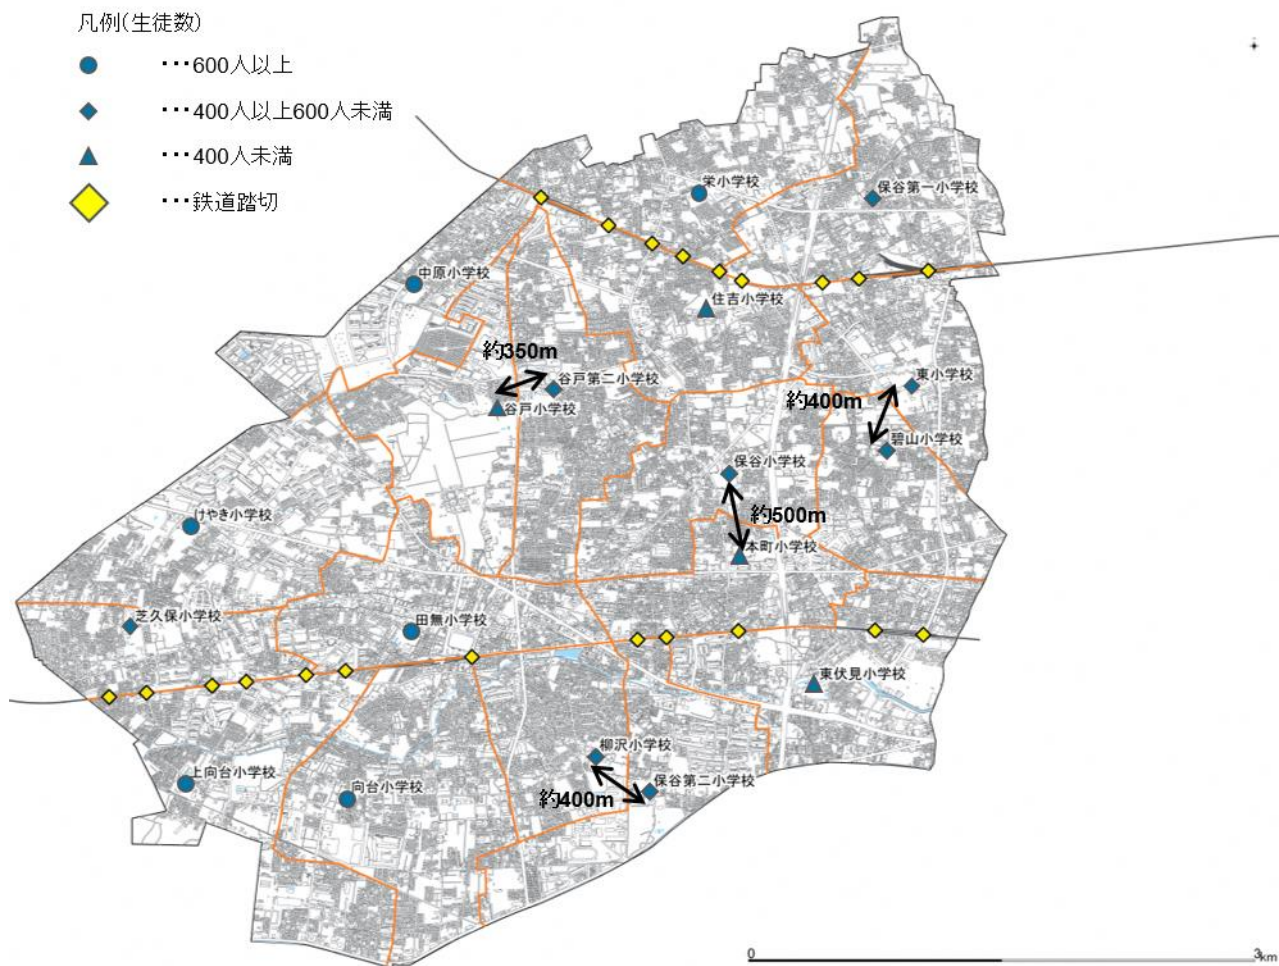 凡例(生徒数)
・・・600人以上
・・・400人以上600人未満
・・・400人未満
・・・鉄道踏切
栄小学校
保谷第一小学校
中原小学校
住吉小学校
約350m
谷戸第二小学校
谷戸小学校
東小学校
約400m
碧山小学校
保谷小学校
約500m
本町小学校
けやき小学校
芝久保小学校
田無小学校
東伏見小学校
柳沢小学校
上向台小学校
向台小学校
保谷第二小学校
約400m
0 3 km